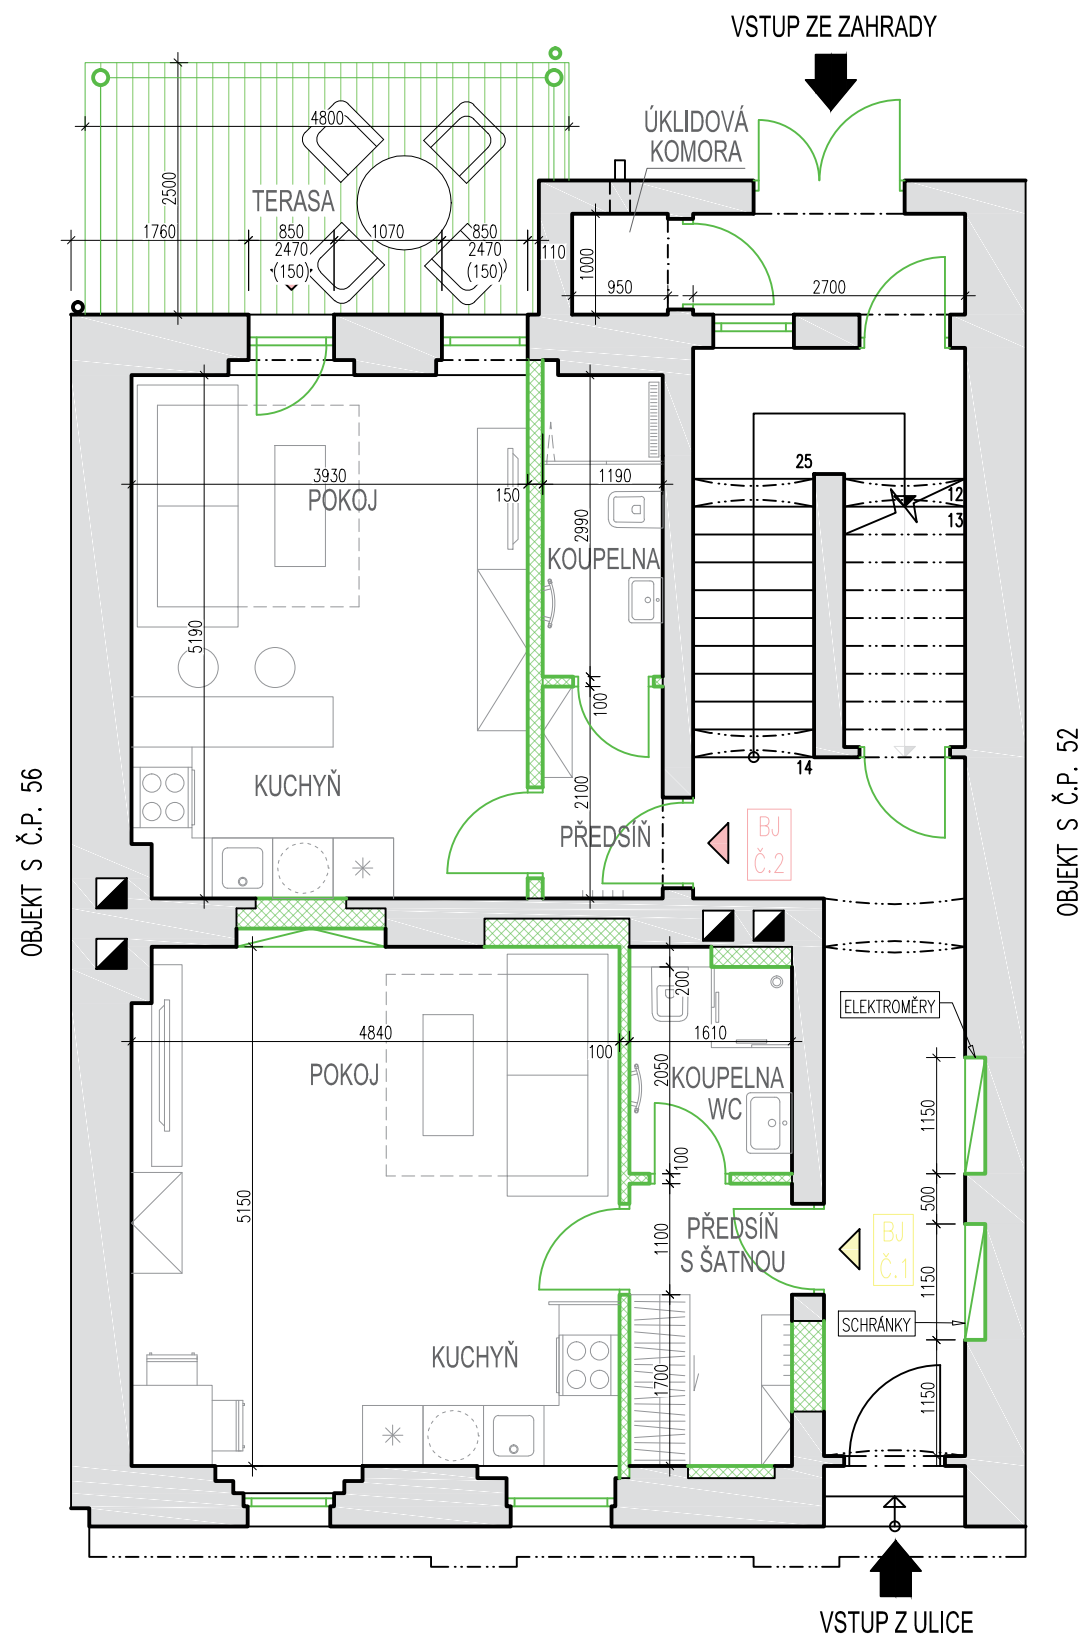 VSTUP ZE ZAHRADY
ÚKLIDOVÁ
KOMORA
4800
2500
TERASA
1760
850
2470
(150)
1070
850
2470
(150)
110
1000
950
2700
3930
POKOJ
150
1190
25
12
13
2990
KOUPELNA
5190
100
14
KUCHYŇ
2100
PŘEDSÍŇ
BJ
Č.2
OBJEKT S Č.P. 56
OBJEKT S Č.P. 52
200
ELEKTROMĚRY
4840
100
1610
POKOJ
2050
KOUPELNA
WC
1150
100
5150
500
1100
PŘEDSÍŇ
S ŠATNOU
BJ
Č.1
1150
SCHRÁNKY
KUCHYŇ
1700
1150
VSTUP Z ULICE